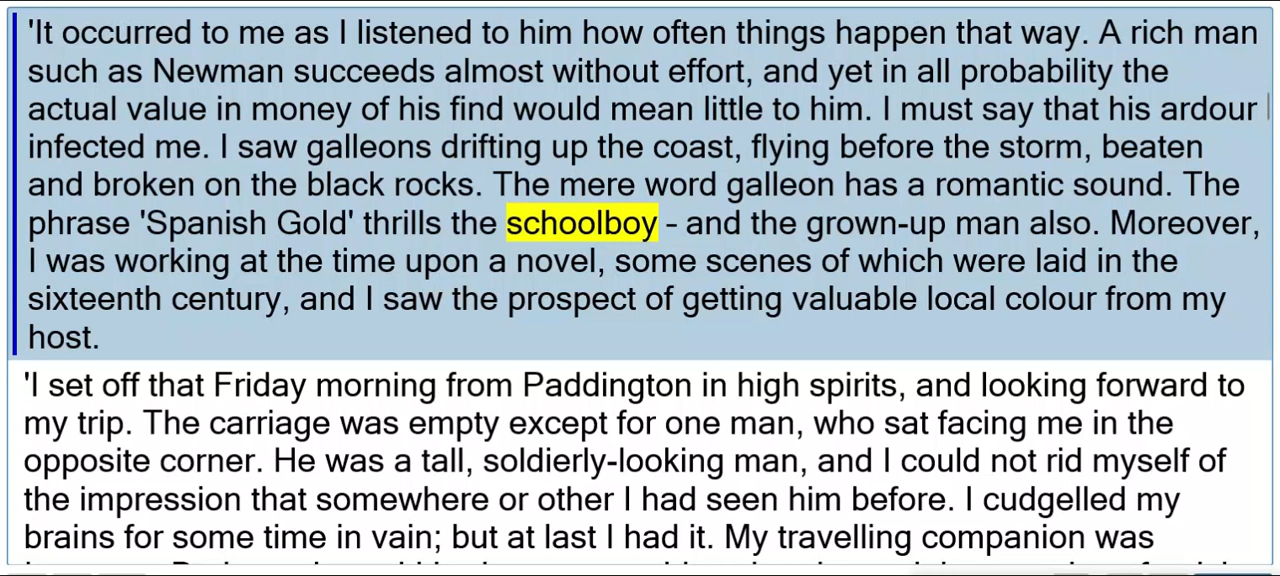 'It occurred to me as I listened to him how often things happen that way. A rich man
such as Newman succeeds almost without effort, and yet in all probability the
actual value in money of his find would mean little to him. I must say that his ardour
infected me. I saw galleons drifting up the coast, flying before the storm, beaten
and broken on the black rocks. The mere word galleon has a romantic sound. The
phrase 'Spanish Gold' thrills the schoolboy - and the grown-up man also. Moreover,
I was working at the time upon a novel, some scenes of which were laid in the
sixteenth century, and I saw the prospect of getting valuable local colour from my
host.
'I set off that Friday morning from Paddington in high spirits, and looking forward to
my trip. The carriage was empty except for one man, who sat facing me in the
opposite corner. He was a tall, soldierly-looking man, and I could not rid myself of
the impression that somewhere or other I had seen him before. I cudgelled my
brains for some time in vain; but at last I had it. My travelling companion was